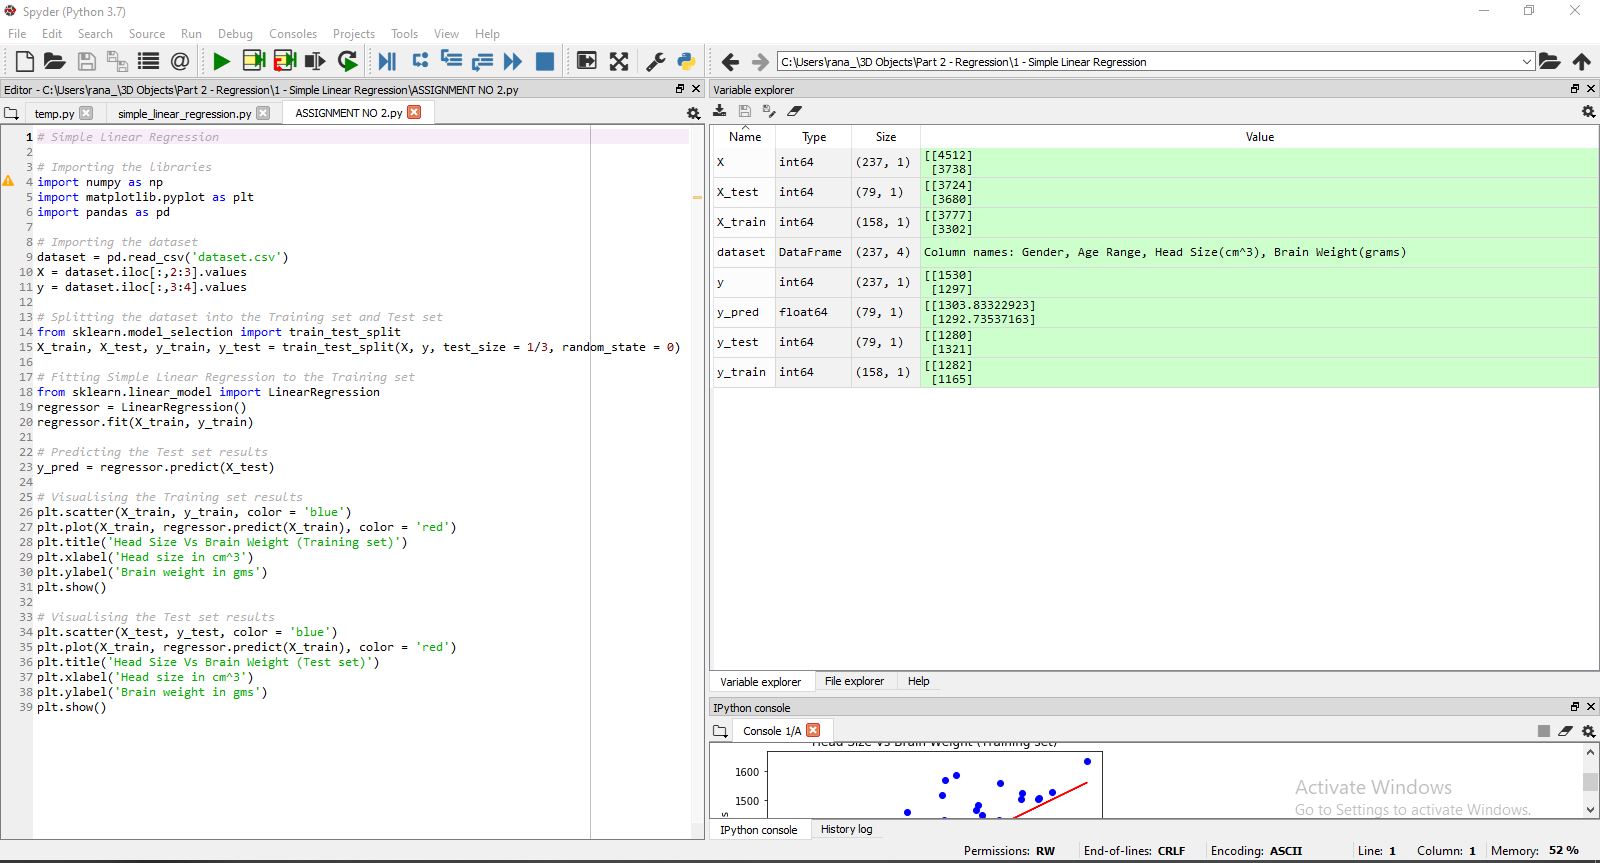 Spyder (Python 3.7)
File Edit Search Source Run Debug Consoles Projects Tools View Help
C:\Users\rana_\3D Objects\Part 2 - Regression\1 - Simple Linear Regression
Editor - C:\Users\rana_\3D Objects\Part 2 - Regression\1 - Simple Linear Regression\ASSIGNMENT NO 2.py
temp.py simple_linear_regression.py ASSIGNMENT NO 2.py
1 # Simple Linear Regression
2
3 # Importing the libraries
4 import numpy as np
5 import matplotlib.pyplot as plt
6 import pandas as pd
7
8 # Importing the dataset
9 dataset = pd.read_csv('dataset.csv')
10 X = dataset.iloc[:,2:3].values
11 y = dataset.iloc[:,3:4].values
12
13 # Splitting the dataset into the Training set and Test set
14 from sklearn.model_selection import train_test_split
15 X_train, X_test, y_train, y_test = train_test_split(X, y, test_size = 1/3, random_state = 0)
16
17 # Fitting Simple Linear Regression to the Training set
18 from sklearn.linear_model import LinearRegression
19 regressor = LinearRegression()
20 regressor.fit(X_train, y_train)
21
22 # Predicting the Test set results
23 y_pred = regressor.predict(X_test)
24
25 # Visualising the Training set results
26 plt.scatter(X_train, y_train, color = 'blue')
27 plt.plot(X_train, regressor.predict(X_train), color = 'red')
28 plt.title('Head Size Vs Brain Weight (Training set)')
29 plt.xlabel('Head size in cm^3')
30 plt.ylabel('Brain weight in gms')
31 plt.show()
32
33 # Visualising the Test set results
34 plt.scatter(X_test, y_test, color = 'blue')
35 plt.plot(X_train, regressor.predict(X_train), color = 'red')
36 plt.title('Head Size Vs Brain Weight (Test set)')
37 plt.xlabel('Head size in cm^3')
38 plt.ylabel('Brain weight in gms')
39 plt.show()
Variable explorer
Name Type Size Value
X int64 (237, 1) [[4512]
[3738]
X_test int64 (79, 1) [[3724]
[3680]
X_train int64 (158, 1) [[3777]
[3302]
dataset DataFrame (237, 4) Column names: Gender, Age Range, Head Size(cm^3), Brain Weight(grams)
y int64 (237, 1) [[1530]
[1297]
y_pred float64 (79, 1) [[1303.83322923]
[1292.73537163]
y_test int64 (79, 1) [[1280]
[1321]
y_train int64 (158, 1) [[1282]
[1165]
Variable explorer File explorer Help
IPython console
Console 1/A
Head Size Vs Brain Weight (Training set)
1600
1500
s
Activate Windows
Go to Settings to activate Windows.
IPython console History log
Permissions: RW End-of-lines: CRLF Encoding: ASCII Line: 1 Column: 1 Memory: 52 %